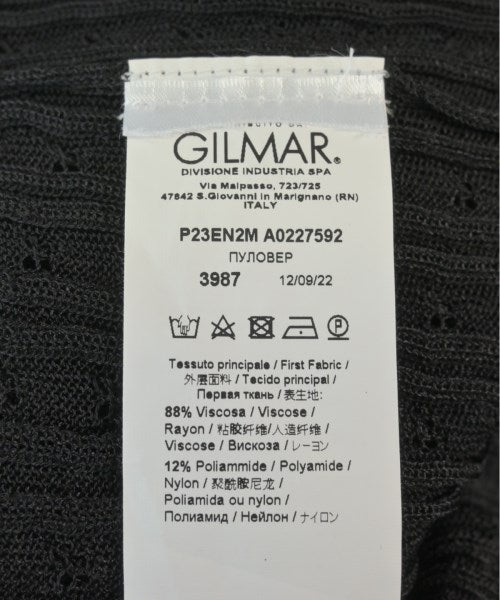 GILMAR®
DIVISIONE INDUSTRIA SPA
Via Malpasso, 723/725
47842 S.Giovanni in Marignano (RN)
ITALY
P23EN2M A0227592
ПУЛОВЕР
3987 12/09/22
Tessuto principale / First Fabric /
外层面料 / Tecido principal /
Первая ткань / 表生地:
88% Viscosa / Viscose /
Rayon / 粘胶纤维/人造纤维 /
Viscose / Вискоза / レーヨン
12% Poliammide / Polyamide /
Nylon / 聚酰胺尼龙 /
Poliamida ou nylon /
Полиамид / Нейлон / ナイロン